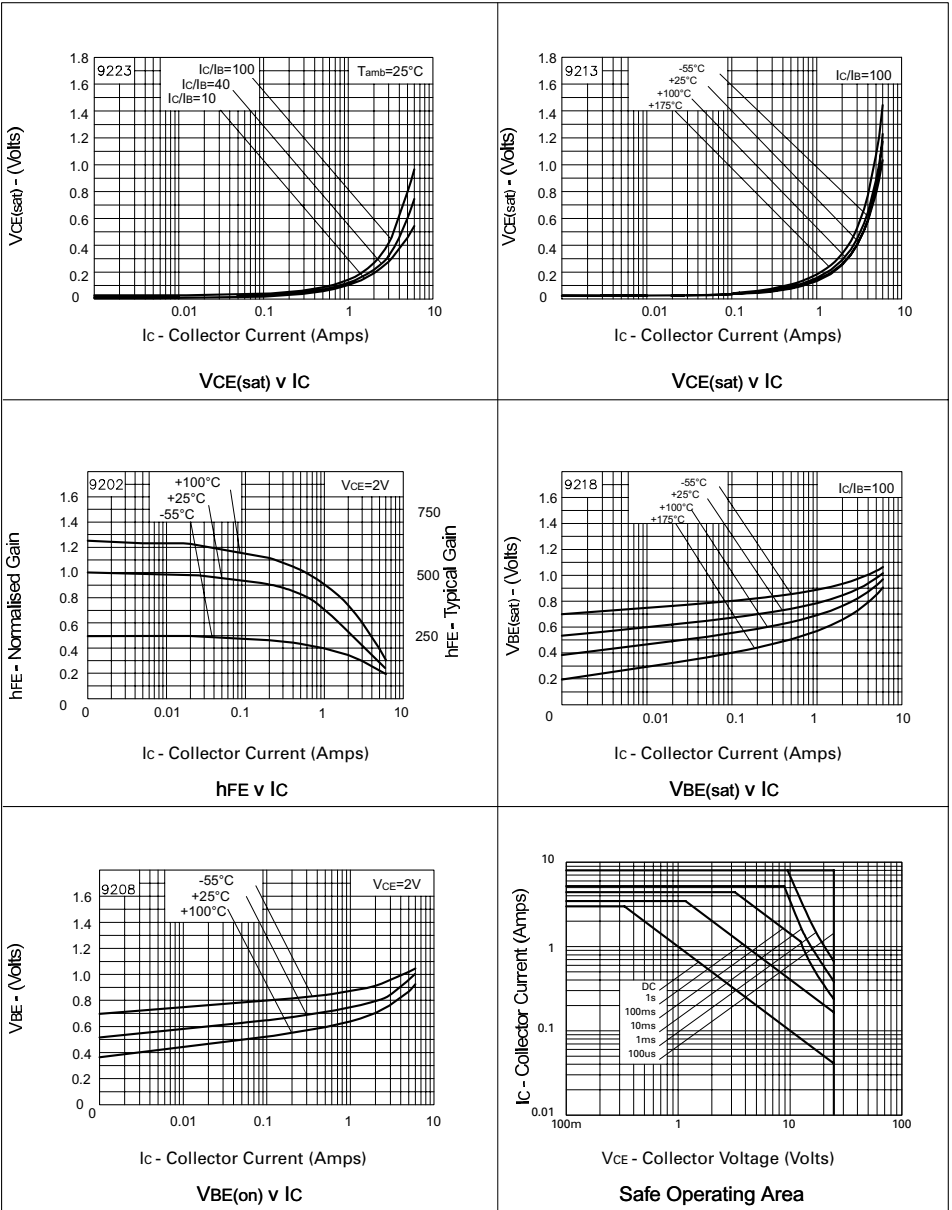 9223
IC/IB=100
IC/IB=40
IC/IB=10
Tamb=25°C
1.8
1.6
1.4
1.2
1.0
0.8
0.6
0.4
0.2
0
0.01
0.1
1
10
VCE(sat) - (Volts)
IC - Collector Current (Amps)
VCE(sat) v IC
9213
-55°C
+25°C
+100°C
+175°C
IC/IB=100
1.8
1.6
1.4
1.2
1.0
0.8
0.6
0.4
0.2
0
0.01
0.1
1
10
VCE(sat) - (Volts)
IC - Collector Current (Amps)
VCE(sat) v IC
9202
+100°C
+25°C
-55°C
VCE=2V
1.6
1.4
1.2
1.0
0.8
0.6
0.4
0.2
0
750
500
250
0
0.01
0.1
1
10
hFE - Normalised Gain
hFE - Typical Gain
IC - Collector Current (Amps)
hFE v IC
9218
-55°C
+25°C
+100°C
+175°C
IC/IB=100
1.6
1.4
1.2
1.0
0.8
0.6
0.4
0.2
0
0.01
0.1
1
10
VBE(sat) - (Volts)
IC - Collector Current (Amps)
VBE(sat) v IC
9208
-55°C
+25°C
+100°C
VCE=2V
1.6
1.4
1.2
1.0
0.8
0.6
0.4
0.2
0
0
0.01
0.1
1
10
VBE - (Volts)
IC - Collector Current (Amps)
VBE(on) v IC
10
1
0.1
0.01
DC
1s
100ms
10ms
1ms
100us
100m
1
10
100
IC - Collector Current (Amps)
VCE - Collector Voltage (Volts)
Safe Operating Area